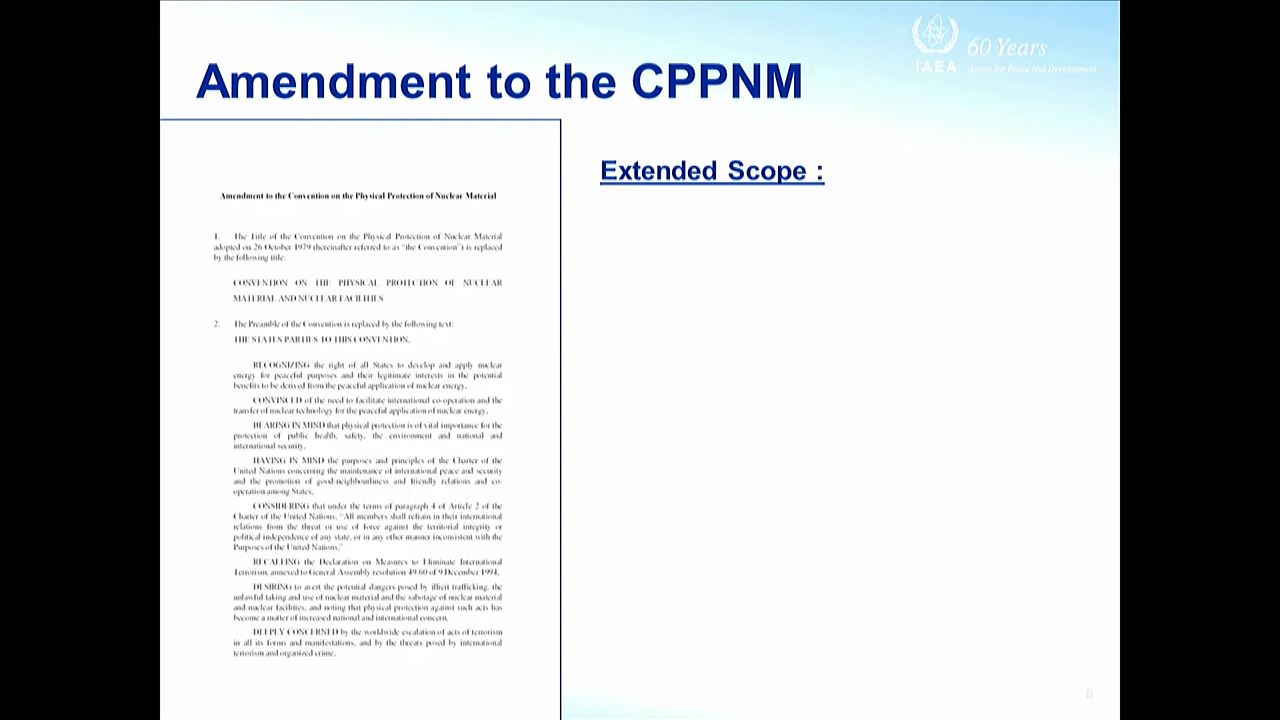 60 Years
IAEA Atoms for Peace and Development
Amendment to the CPPNM
Extended Scope :
Amendment to the Convention on the Physical Protection of Nuclear Material
1. The Title of the Convention on the Physical Protection of Nuclear Material
adopted on 26 October 1979 (hereinafter referred to as “the Convention”) is replaced
by the following title:
CONVENTION ON THE PHYSICAL PROTECTION OF NUCLEAR
MATERIAL AND NUCLEAR FACILITIES
2. The Preamble of the Convention is replaced by the following text:
THE STATES PARTIES TO THIS CONVENTION,
RECOGNIZING the right of all States to develop and apply nuclear
energy for peaceful purposes and their legitimate interests in the potential
benefits to be derived from the peaceful application of nuclear energy,
CONVINCED of the need to facilitate international co-operation and the
transfer of nuclear technology for the peaceful application of nuclear energy,
BEARING IN MIND that physical protection is of vital importance for the
protection of public health, safety, the environment and national and
international security,
HAVING IN MIND the purposes and principles of the Charter of the
United Nations concerning the maintenance of international peace and security
and the promotion of good-neighbourliness and friendly relations and co-
operation among States,
CONSIDERING that under the terms of paragraph 4 of Article 2 of the
Charter of the United Nations, “All members shall refrain in their international
relations from the threat or use of force against the territorial integrity or
political independence of any state, or in any other manner inconsistent with the
Purposes of the United Nations,”
RECALLING the Declaration on Measures to Eliminate International
Terrorism, annexed to General Assembly resolution 49/60 of 9 December 1994,
DESIRING to avert the potential dangers posed by illicit trafficking, the
unlawful taking and use of nuclear material and the sabotage of nuclear material
and nuclear facilities, and noting that physical protection against such acts has
become a matter of increased national and international concern,
DEEPLY CONCERNED by the worldwide escalation of acts of terrorism
in all its forms and manifestations, and by the threats posed by international
terrorism and organized crime,
8